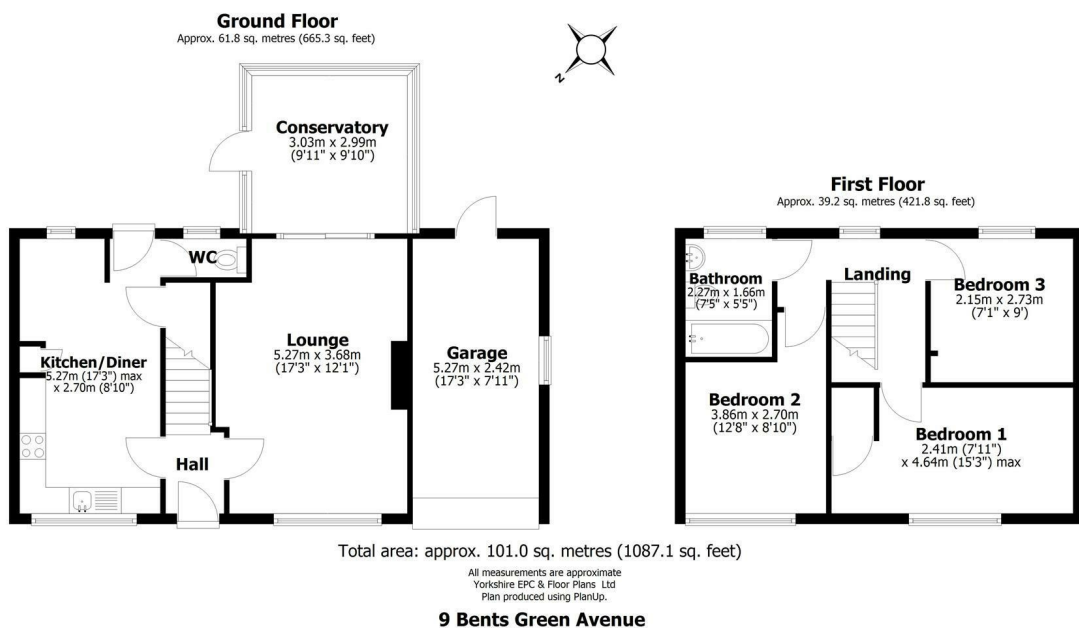 Ground Floor
Approx. 61.8 sq. metres (665.3 sq. feet)
N
Conservatory
3.03m x 2.99m
(9'11" x 9'10")
WC
Kitchen/Diner
5.27m (17'3") max
x 2.70m (8'10")
Lounge
5.27m x 3.68m
(17'3" x 12'1")
Garage
5.27m x 2.42m
(17'3" x 7'11")
Hall
First Floor
Approx. 39.2 sq. metres (421.8 sq. feet)
Bathroom
2.27m x 1.66m
(7'5" x 5'5")
Landing
Bedroom 3
2.15m x 2.73m
(7'1" x 9')
Bedroom 2
3.86m x 2.70m
(12'8" x 8'10")
Bedroom 1
2.41m (7'11")
x 4.64m (15'3") max
Total area: approx. 101.0 sq. metres (1087.1 sq. feet)
All measurements are approximate
Yorkshire EPC & Floor Plans Ltd
Plan produced using PlanUp.
9 Bents Green Avenue